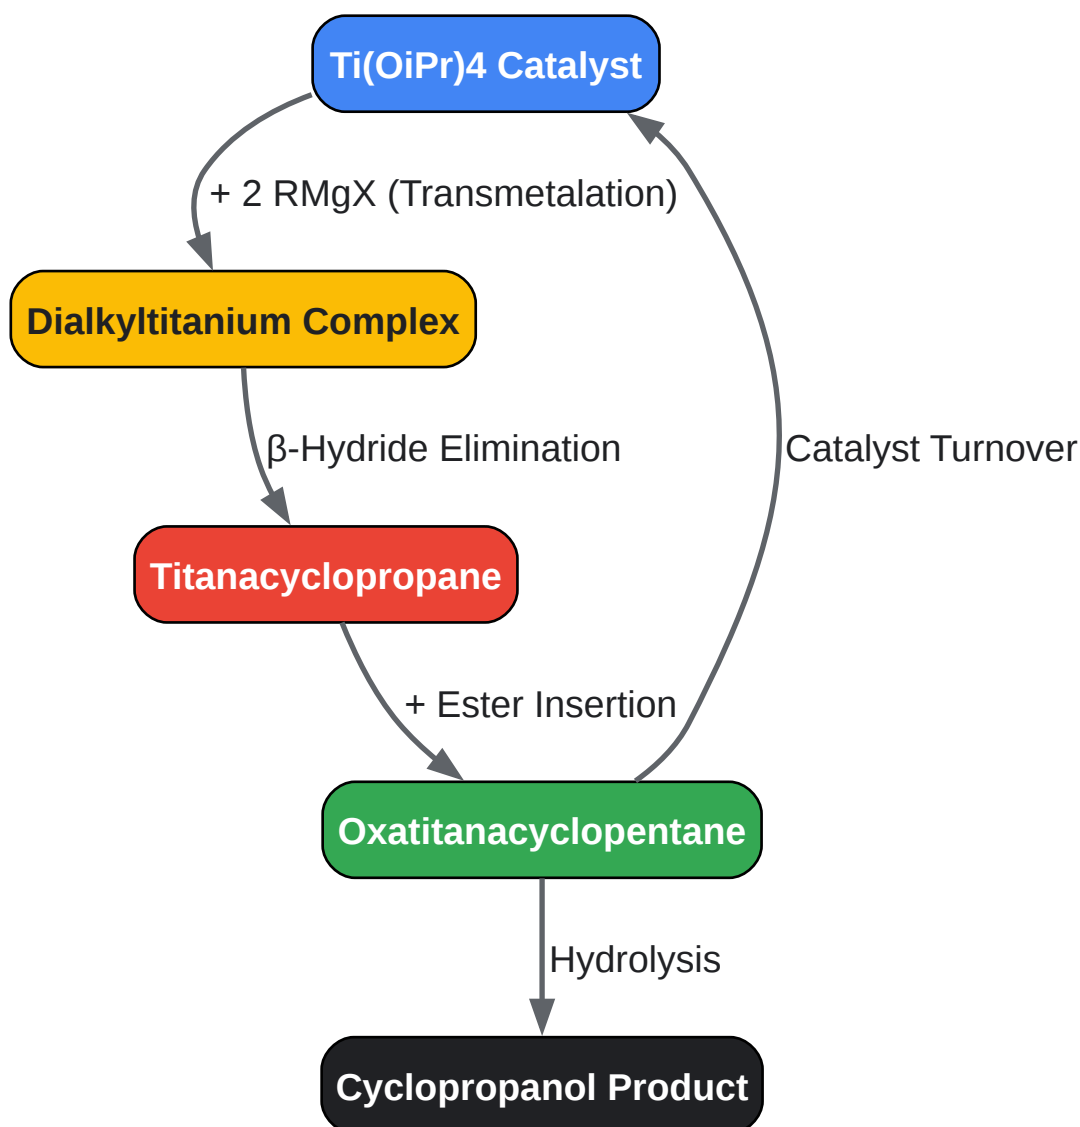 Ti(OiPr)4 Catalyst
+ 2 RMgX (Transmetalation)
Dialkyltitanium Complex
β-Hydride Elimination
Catalyst Turnover
Titanacyclopropane
+ Ester Insertion
Oxatitanacyclopentane
Hydrolysis
Cyclopropanol Product